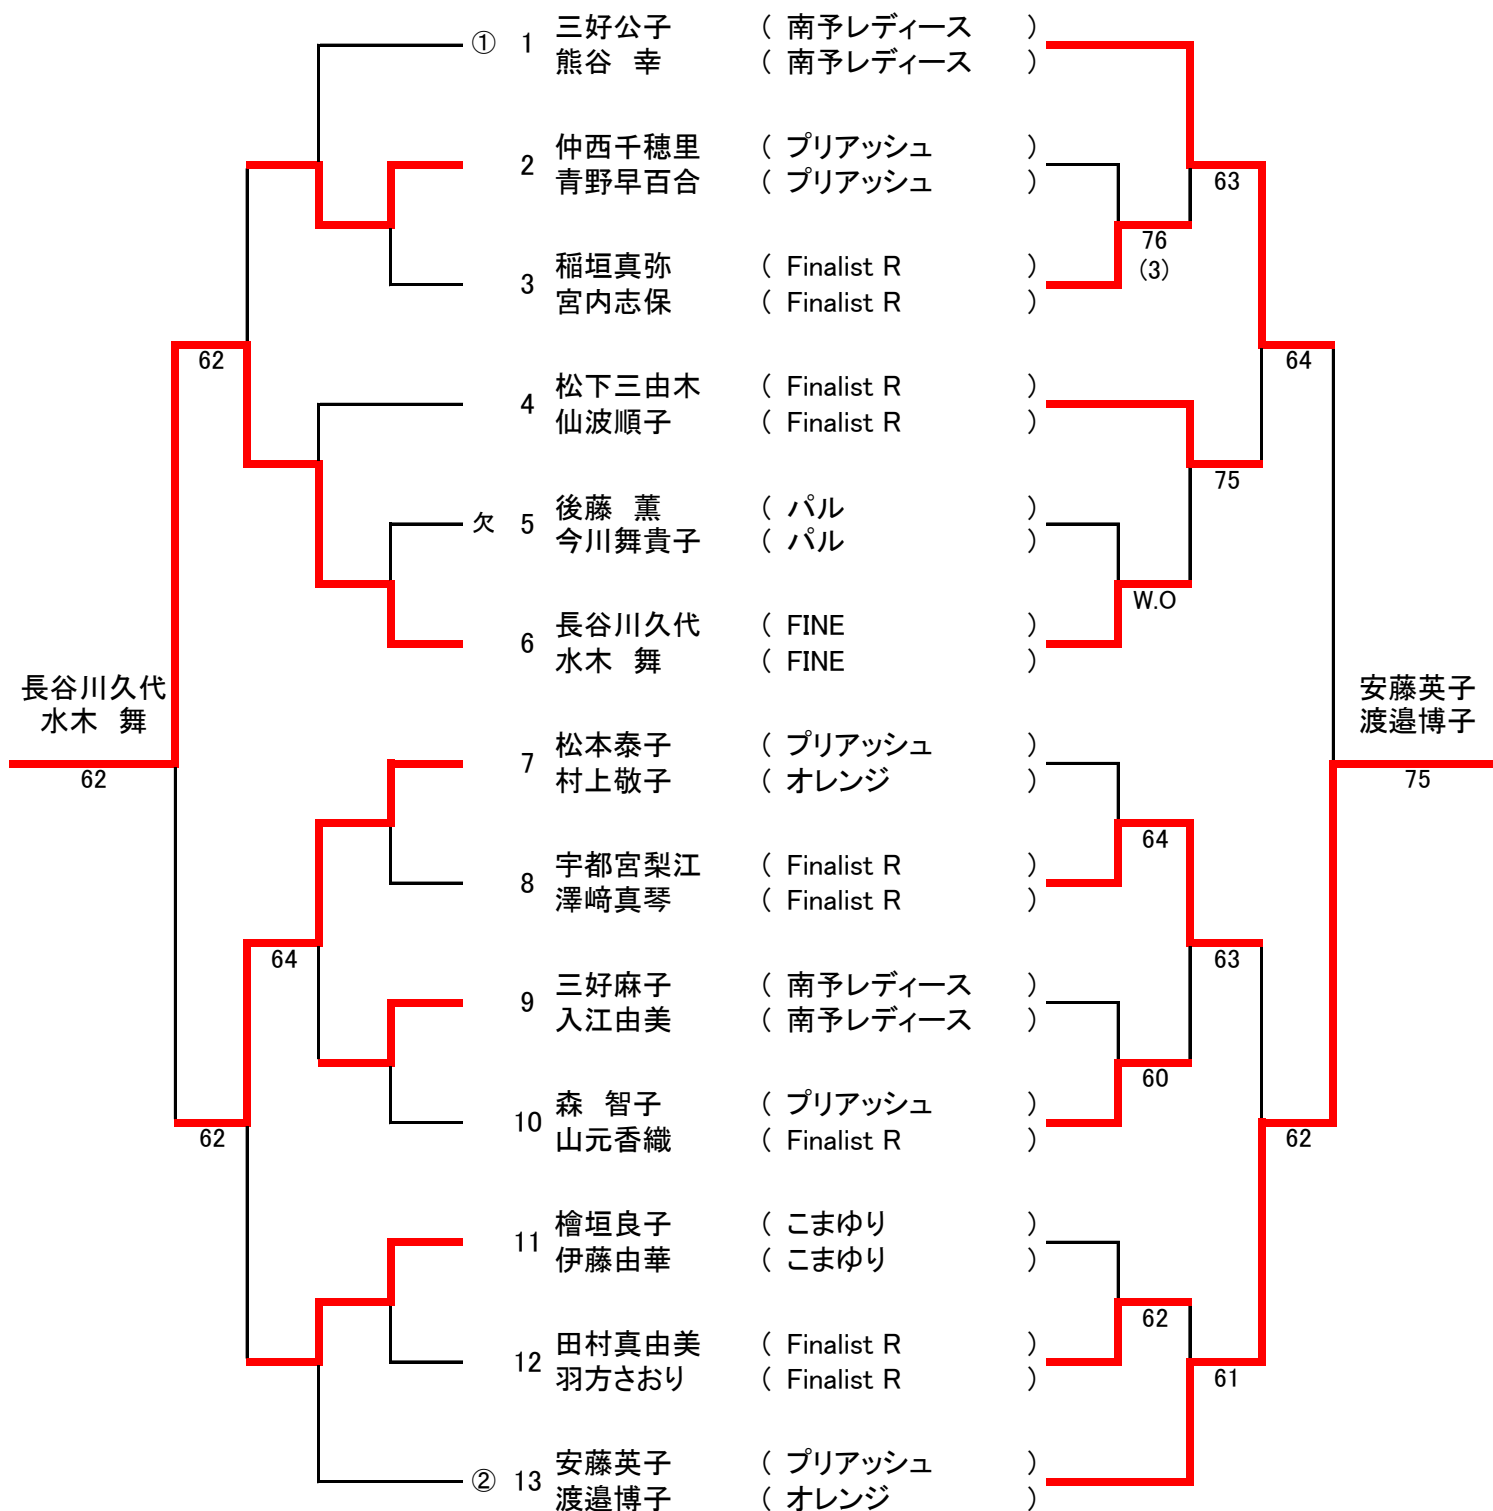 ① 1 三好公子 ( 南予レディース )
熊谷 幸 ( 南予レディース )
2 仲西千穂里 ( プリアッシュ )
青野早百合 ( プリアッシュ )
63
76
(3)
3 稲垣真弥 ( Finalist R )
宮内志保 ( Finalist R )
62
64
4 松下三由木 ( Finalist R )
仙波順子 ( Finalist R )
75
欠 5 後藤 薫 ( パル )
今川舞貴子 ( パル )
W.O
6 長谷川久代 ( FINE )
水木 舞 ( FINE )
長谷川久代
水木 舞
62
安藤英子
渡邉博子
75
7 松本泰子 ( プリアッシュ )
村上敬子 ( オレンジ )
64
8 宇都宮梨江 ( Finalist R )
澤﨑真琴 ( Finalist R )
64
63
9 三好麻子 ( 南予レディース )
入江由美 ( 南予レディース )
60
10 森 智子 ( プリアッシュ )
山元香織 ( Finalist R )
62
62
11 檜垣良子 ( こまゆり )
伊藤由華 ( こまゆり )
62
12 田村真由美 ( Finalist R )
羽方さおり ( Finalist R )
61
② 13 安藤英子 ( プリアッシュ )
渡邉博子 ( オレンジ )